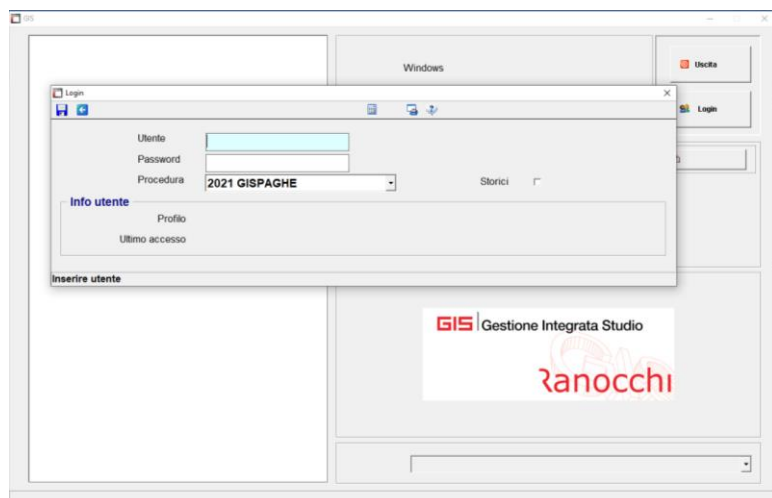 GIS
Windows
Uscita
Login
Login
Utente
Password
Procedura 2021 GISPAGHE Storici
Info utente
Profilo
Ultimo accesso
Inserire utente
GIS Gestione Integrata Studio
Ranocchi